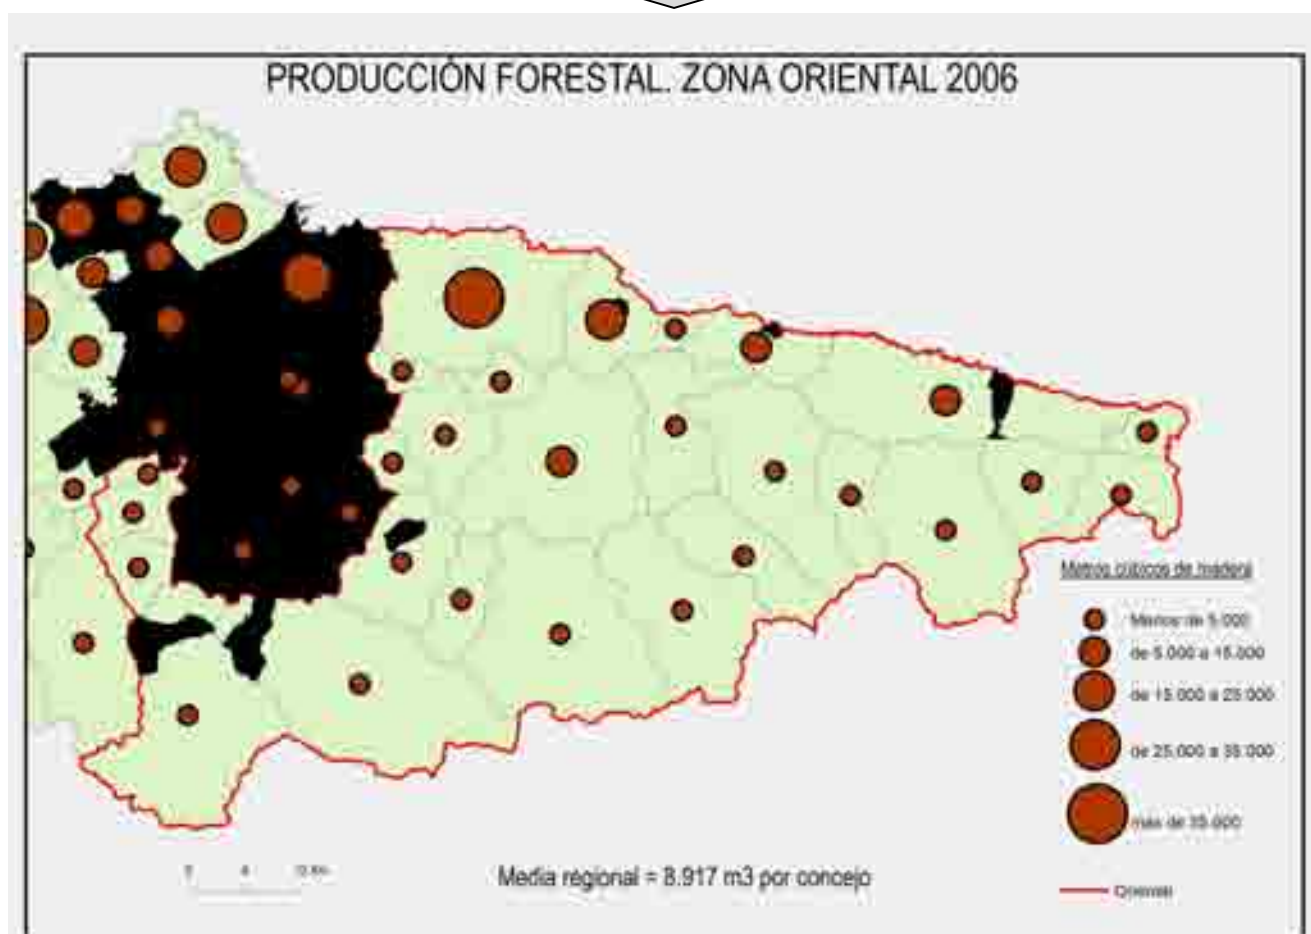 PRODUCCIÓN FORESTAL. ZONA ORIENTAL 2006
Metros cúbicos de madera
Menos de 5.000
de 5.000 a 15.000
de 15.000 a 25.000
de 25.000 a 35.000
más de 35.000
Media regional = 8.917 m3 por concejo